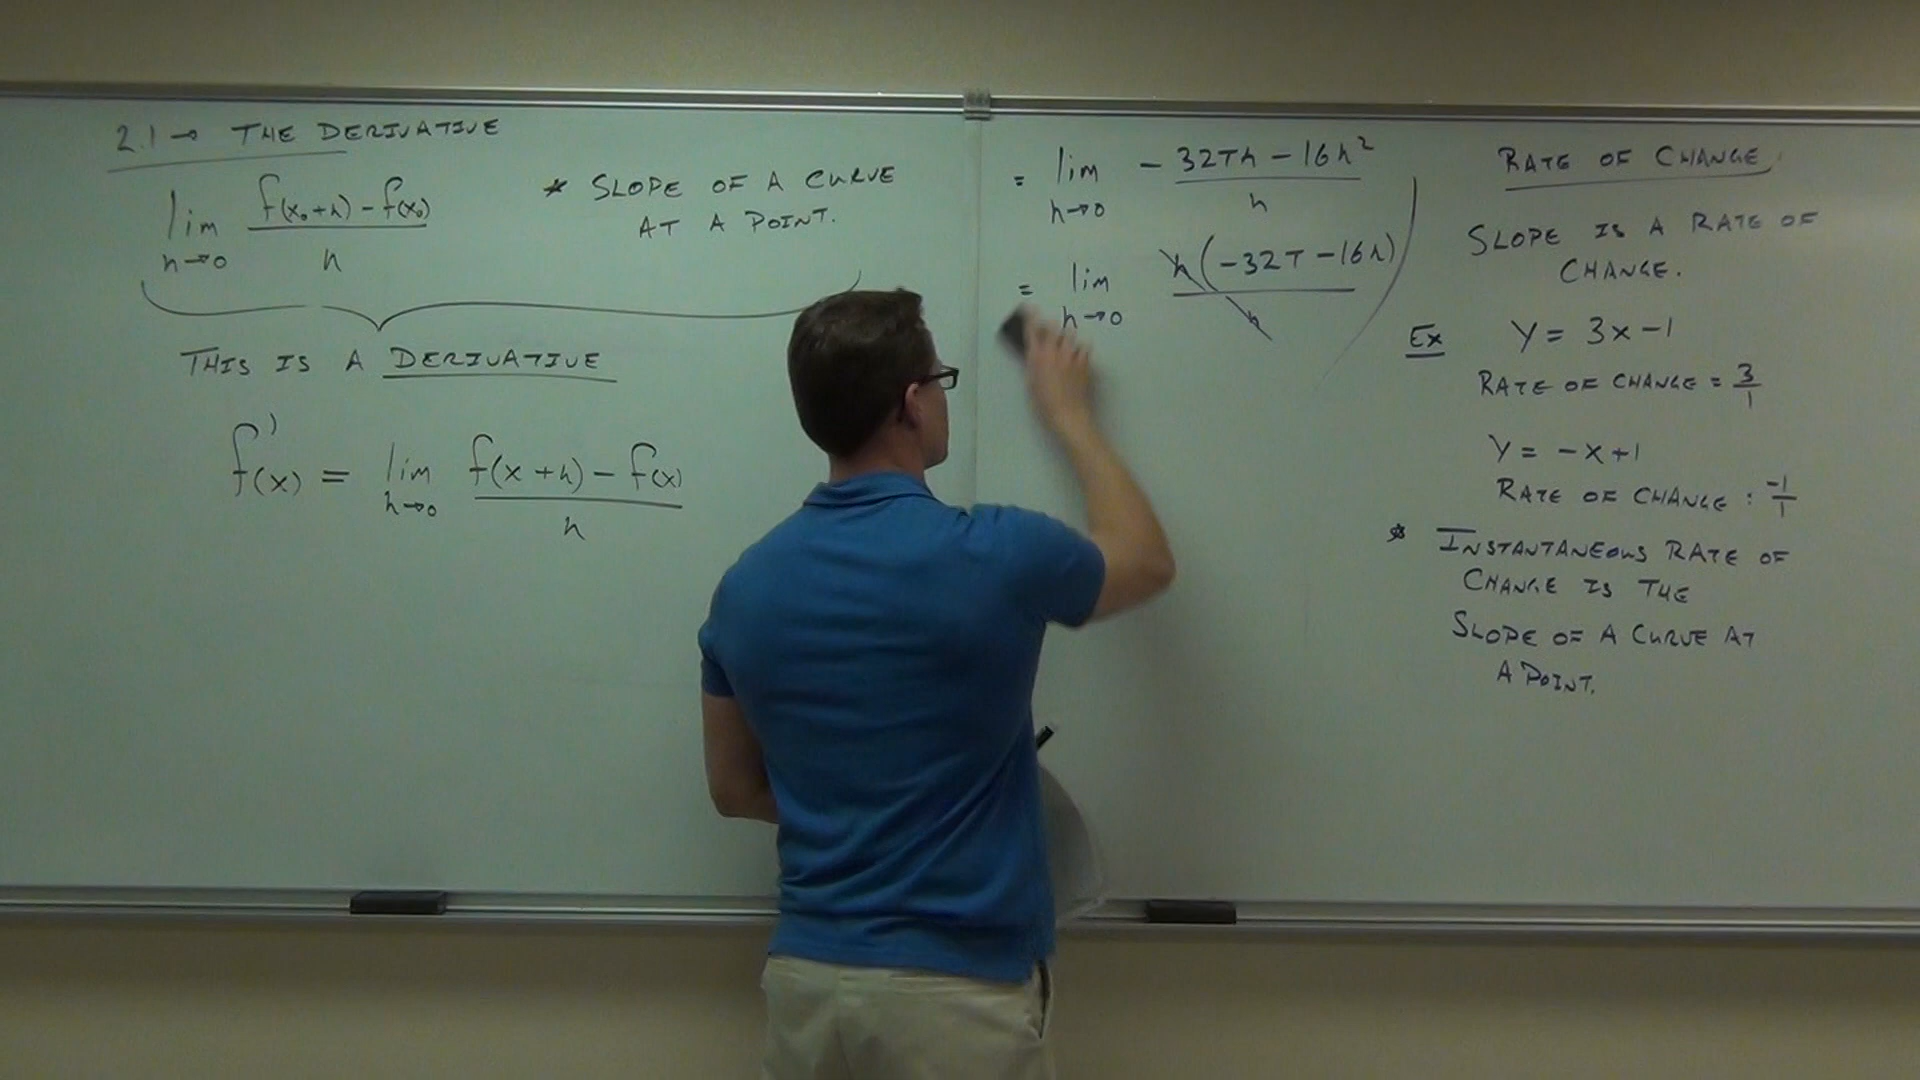 2.1 → THE DERIVATIVE
lim h→0 f(x₀+h) - f(x₀) / h
* SLOPE OF A CURVE
AT A POINT.
THIS IS A DERIVATIVE
f'(x) = lim h→0 f(x+h) - f(x) / h
= lim h→0 -32Th - 16h² / h
= lim h→0 h(-32T - 16h) / h
RATE OF CHANGE
SLOPE IS A RATE OF
CHANGE.
Ex Y = 3x-1
RATE OF CHANGE = 3/1
Y = -x+1
RATE OF CHANGE : -1/1
* INSTANTANEOUS RATE OF
CHANGE IS THE
SLOPE OF A CURVE AT
A POINT.